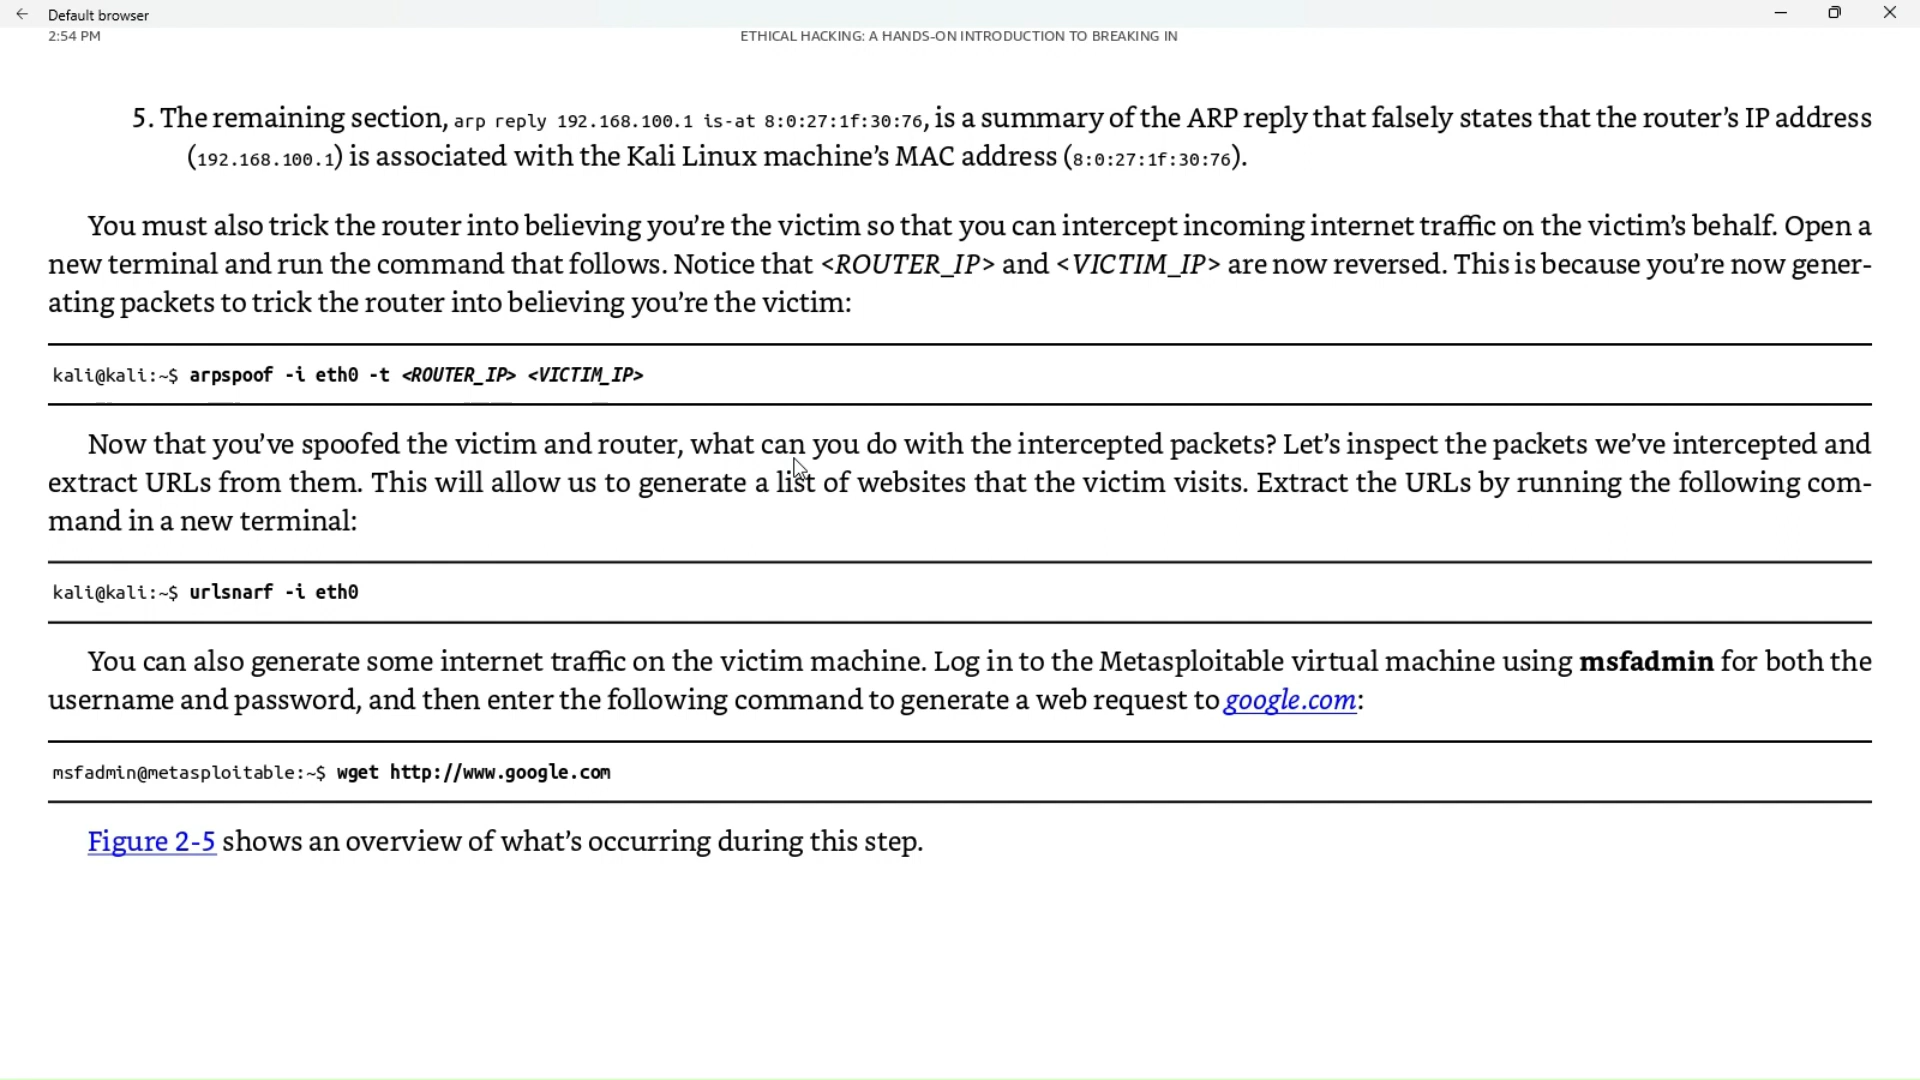 Default browser
2:54 PM
ETHICAL HACKING: A HANDS-ON INTRODUCTION TO BREAKING IN
5. The remaining section, arp reply 192.168.100.1 is-at 8:0:27:1f:30:76, is a summary of the ARP reply that falsely states that the router’s IP address
(192.168.100.1) is associated with the Kali Linux machine’s MAC address (8:0:27:1f:30:76).
You must also trick the router into believing you’re the victim so that you can intercept incoming internet traffic on the victim’s behalf. Open a
new terminal and run the command that follows. Notice that <ROUTER_IP> and <VICTIM_IP> are now reversed. This is because you’re now gener-
ating packets to trick the router into believing you’re the victim:
kali@kali:~$ arpspoof -i eth0 -t <ROUTER_IP> <VICTIM_IP>
Now that you’ve spoofed the victim and router, what can you do with the intercepted packets? Let’s inspect the packets we’ve intercepted and
extract URLs from them. This will allow us to generate a list of websites that the victim visits. Extract the URLs by running the following com-
mand in a new terminal:
kali@kali:~$ urlsnarf -i eth0
You can also generate some internet traffic on the victim machine. Log in to the Metasploitable virtual machine using msfadmin for both the
username and password, and then enter the following command to generate a web request to google.com:
msfadmin@metasploitable:~$ wget http://www.google.com
Figure 2-5 shows an overview of what’s occurring during this step.